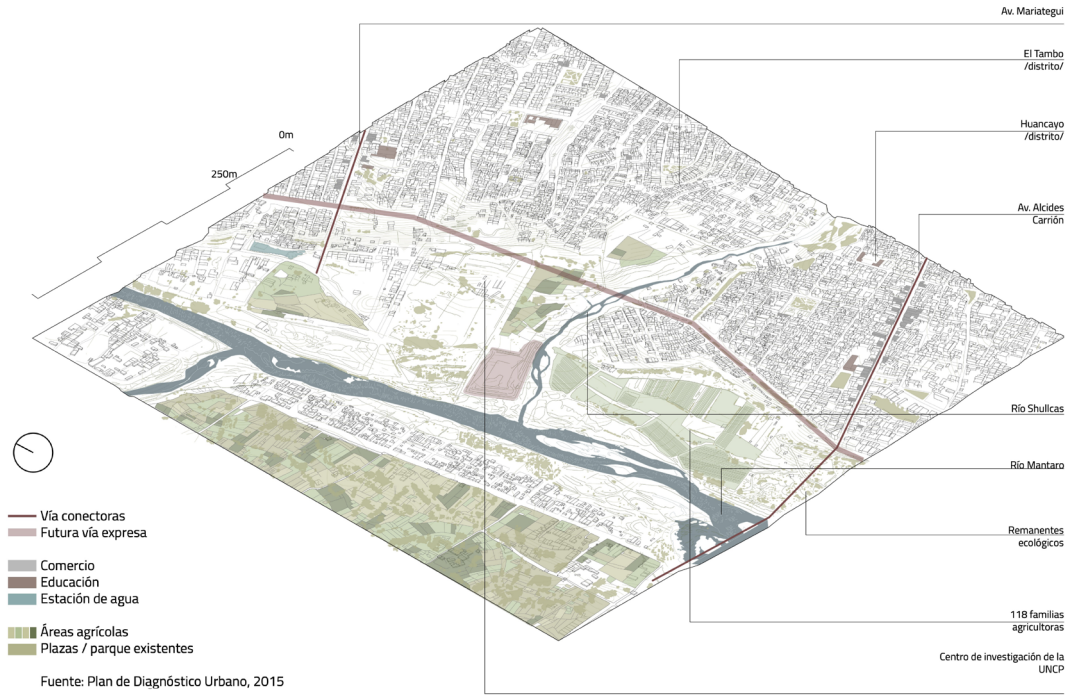 Av. Mariategui
El Tambo
/distrito/
Huancayo
/distrito/
Av. Alcides
Carrión
0m
250m
Río Shullcas
Río Mantaro
Remanentes
ecológicos
118 familias
agricultoras
Centro de investigación de la
UNCP
Vía conectoras
Futura vía expresa
Comercio
Educación
Estación de agua
Áreas agrícolas
Plazas / parque existentes
Fuente: Plan de Diagnóstico Urbano, 2015